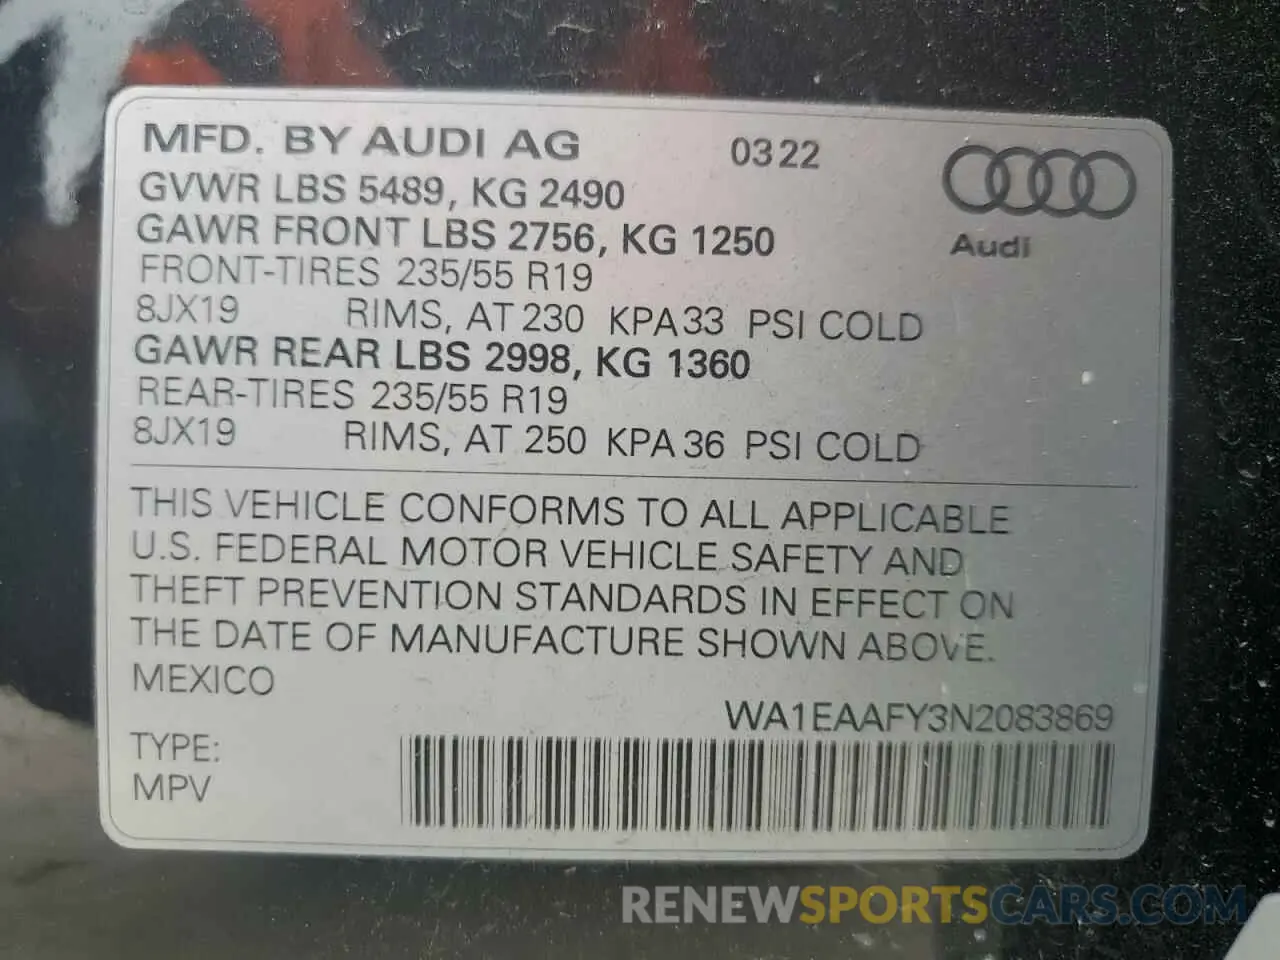 MFD. BY AUDI AG 0322
GVWR LBS 5489, KG 2490
GAWR FRONT LBS 2756, KG 1250
Audi
FRONT-TIRES 235/55 R19
8JX19 RIMS, AT 230 KPA 33 PSI COLD
GAWR REAR LBS 2998, KG 1360
REAR-TIRES 235/55 R19
8JX19 RIMS, AT 250 KPA 36 PSI COLD
THIS VEHICLE CONFORMS TO ALL APPLICABLE
U.S. FEDERAL MOTOR VEHICLE SAFETY AND
THEFT PREVENTION STANDARDS IN EFFECT ON
THE DATE OF MANUFACTURE SHOWN ABOVE.
MEXICO
WA1EAAFY3N2083869
TYPE:
MPV
RENEWSPORTSCARS.COM